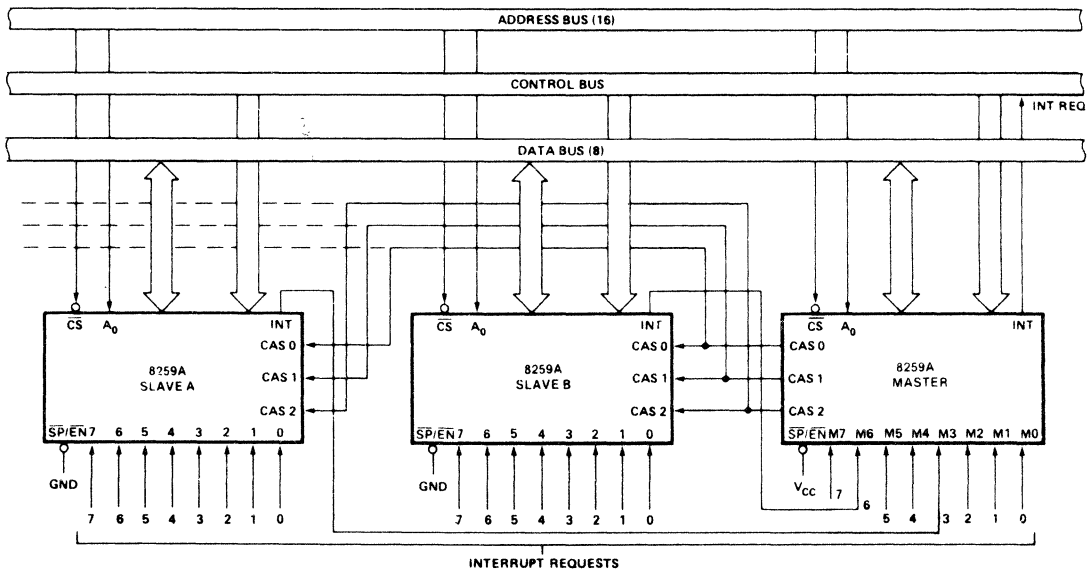 ADDRESS BUS (16)
CONTROL BUS
INT REQ
DATA BUS (8)
CS A0 INT
CS A0 INT
CS A0 INT
8259A
SLAVE A
8259A
SLAVE B
8259A
MASTER
CAS 0
CAS 1
CAS 2
CAS 0
CAS 1
CAS 2
CAS 0
CAS 1
CAS 2
SP/EN 7 6 5 4 3 2 1 0
SP/EN 7 6 5 4 3 2 1 0
SP/EN M7 M6 M5 M4 M3 M2 M1 M0
GND
GND
VCC
7 6 5 4 3 2 1 0
7 6 5 4 3 2 1 0
7 6 5 4 3 2 1 0
INTERRUPT REQUESTS